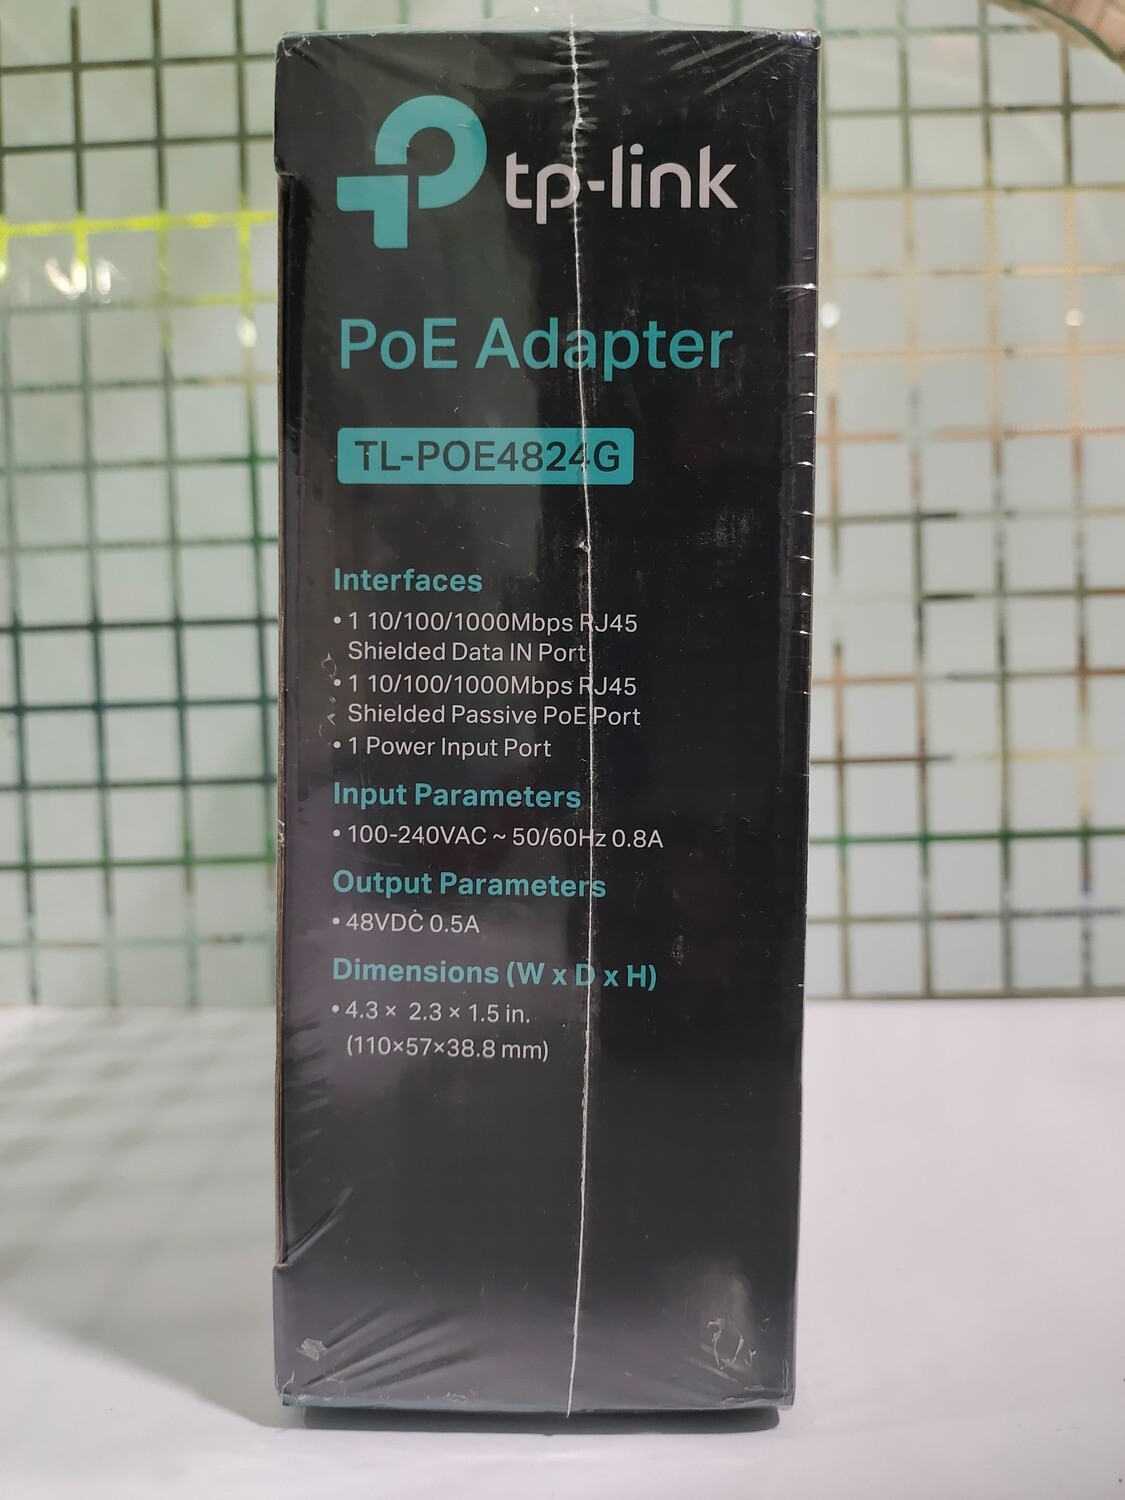 tp-link
PoE Adapter
TL-POE4824G
Interfaces
• 1 10/100/1000Mbps RJ45
Shielded Data IN Port
• 1 10/100/1000Mbps RJ45
Shielded Passive PoE Port
• 1 Power Input Port
Input Parameters
• 100-240VAC ~ 50/60Hz 0.8A
Output Parameters
• 48VDC 0.5A
Dimensions (W x D x H)
• 4.3 × 2.3 × 1.5 in.
(110×57×38.8 mm)